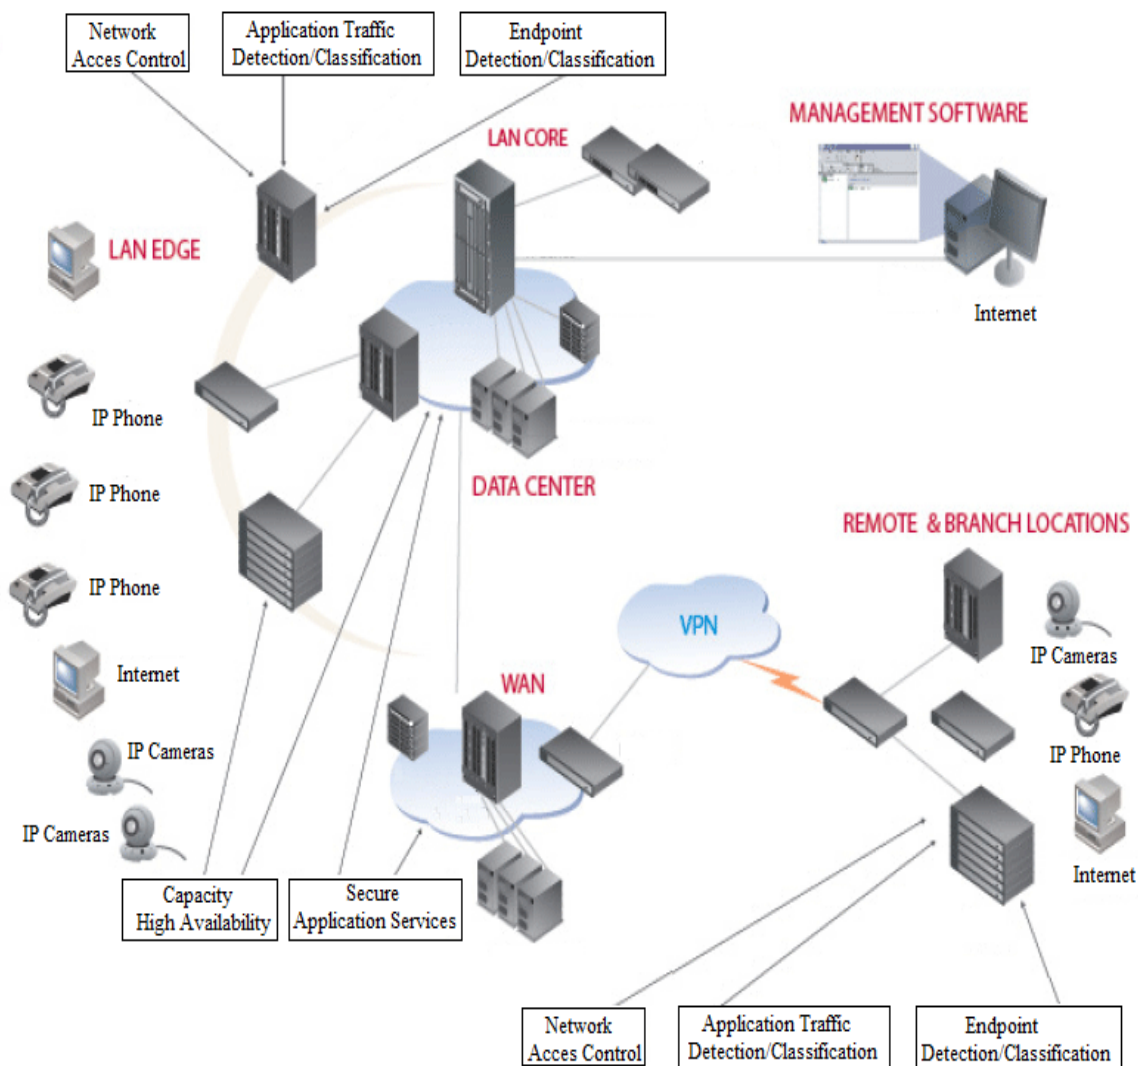 Network
Acces Control
Application Traffic
Detection/Classification
Endpoint
Detection/Classification
LAN CORE
MANAGEMENT SOFTWARE
LAN EDGE
Internet
IP Phone
IP Phone
DATA CENTER
REMOTE & BRANCH LOCATIONS
IP Phone
VPN
IP Cameras
Internet
WAN
IP Phone
IP Cameras
IP Cameras
Internet
Capacity
High Availability
Secure
Application Services
Network
Acces Control
Application Traffic
Detection/Classification
Endpoint
Detection/Classification